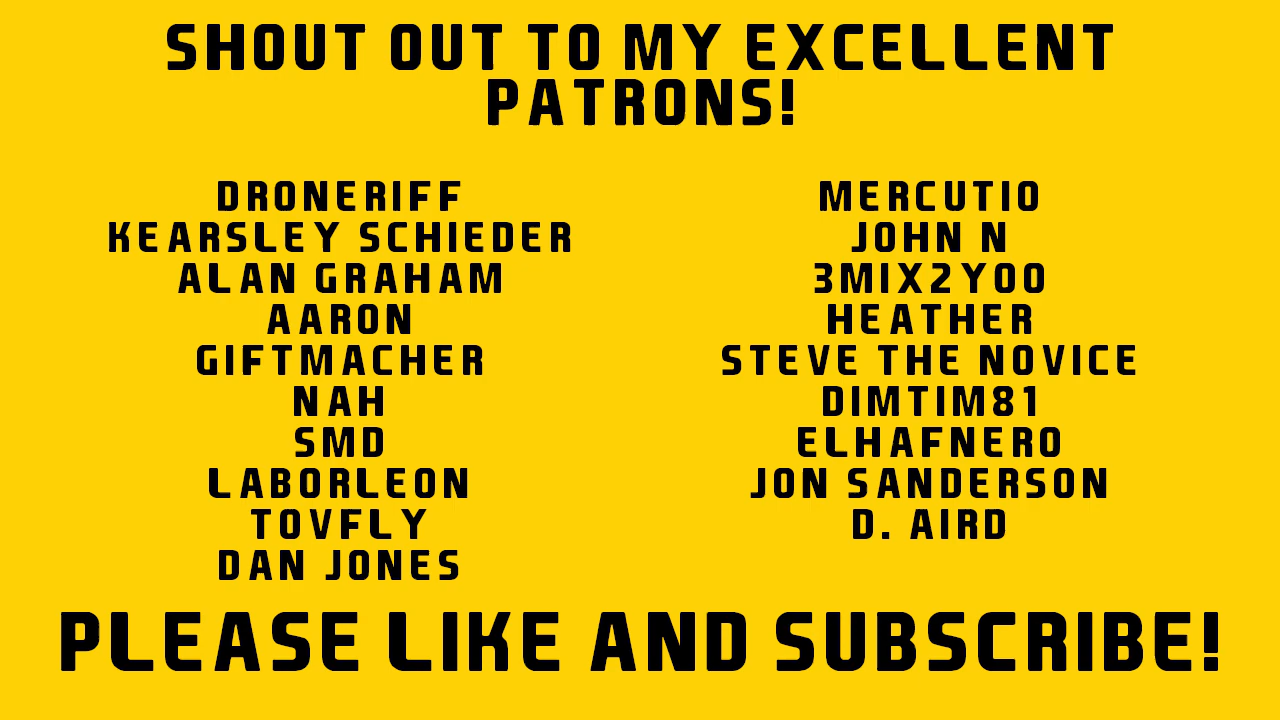 SHOUT OUT TO MY EXCELLENT
PATRONS!
DRONERIFF
KEARSLEY SCHIEDER
ALAN GRAHAM
AARON
GIFTMACHER
NAH
SMD
LABORLEON
TOVFLY
DAN JONES
MERCUTIO
JOHN N
3MIX2YOO
HEATHER
STEVE THE NOVICE
DIMTIM81
ELHAFNERO
JON SANDERSON
D. AIRD
PLEASE LIKE AND SUBSCRIBE!